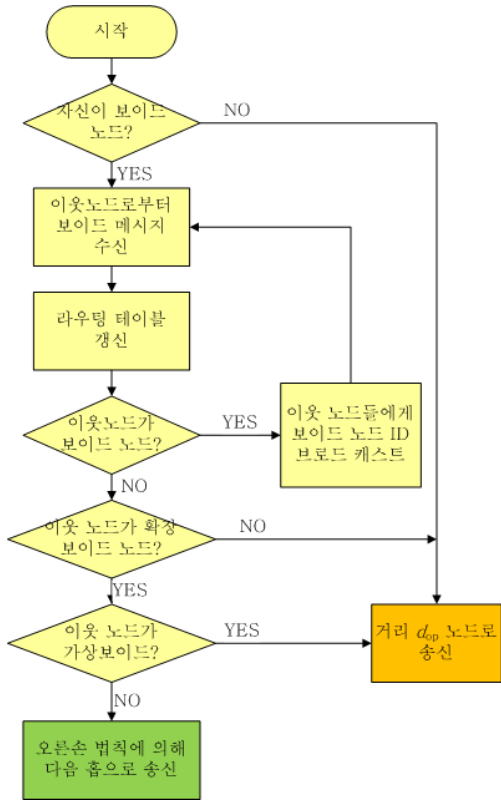 시작
자신이 보이드
노드?
NO
YES
이웃노드로부터
보이드 메시지
수신
라우팅 테이블
갱신
이웃노드가
보이드 노드?
YES
이웃 노드들에게
보이드 노드 ID
브로드 캐스트
NO
이웃 노드가 확장
보이드 노드?
NO
YES
이웃 노드가
가상보이드?
YES
거리 dop 노드로
송신
NO
오른손 법칙에 의해
다음 홉으로 송신